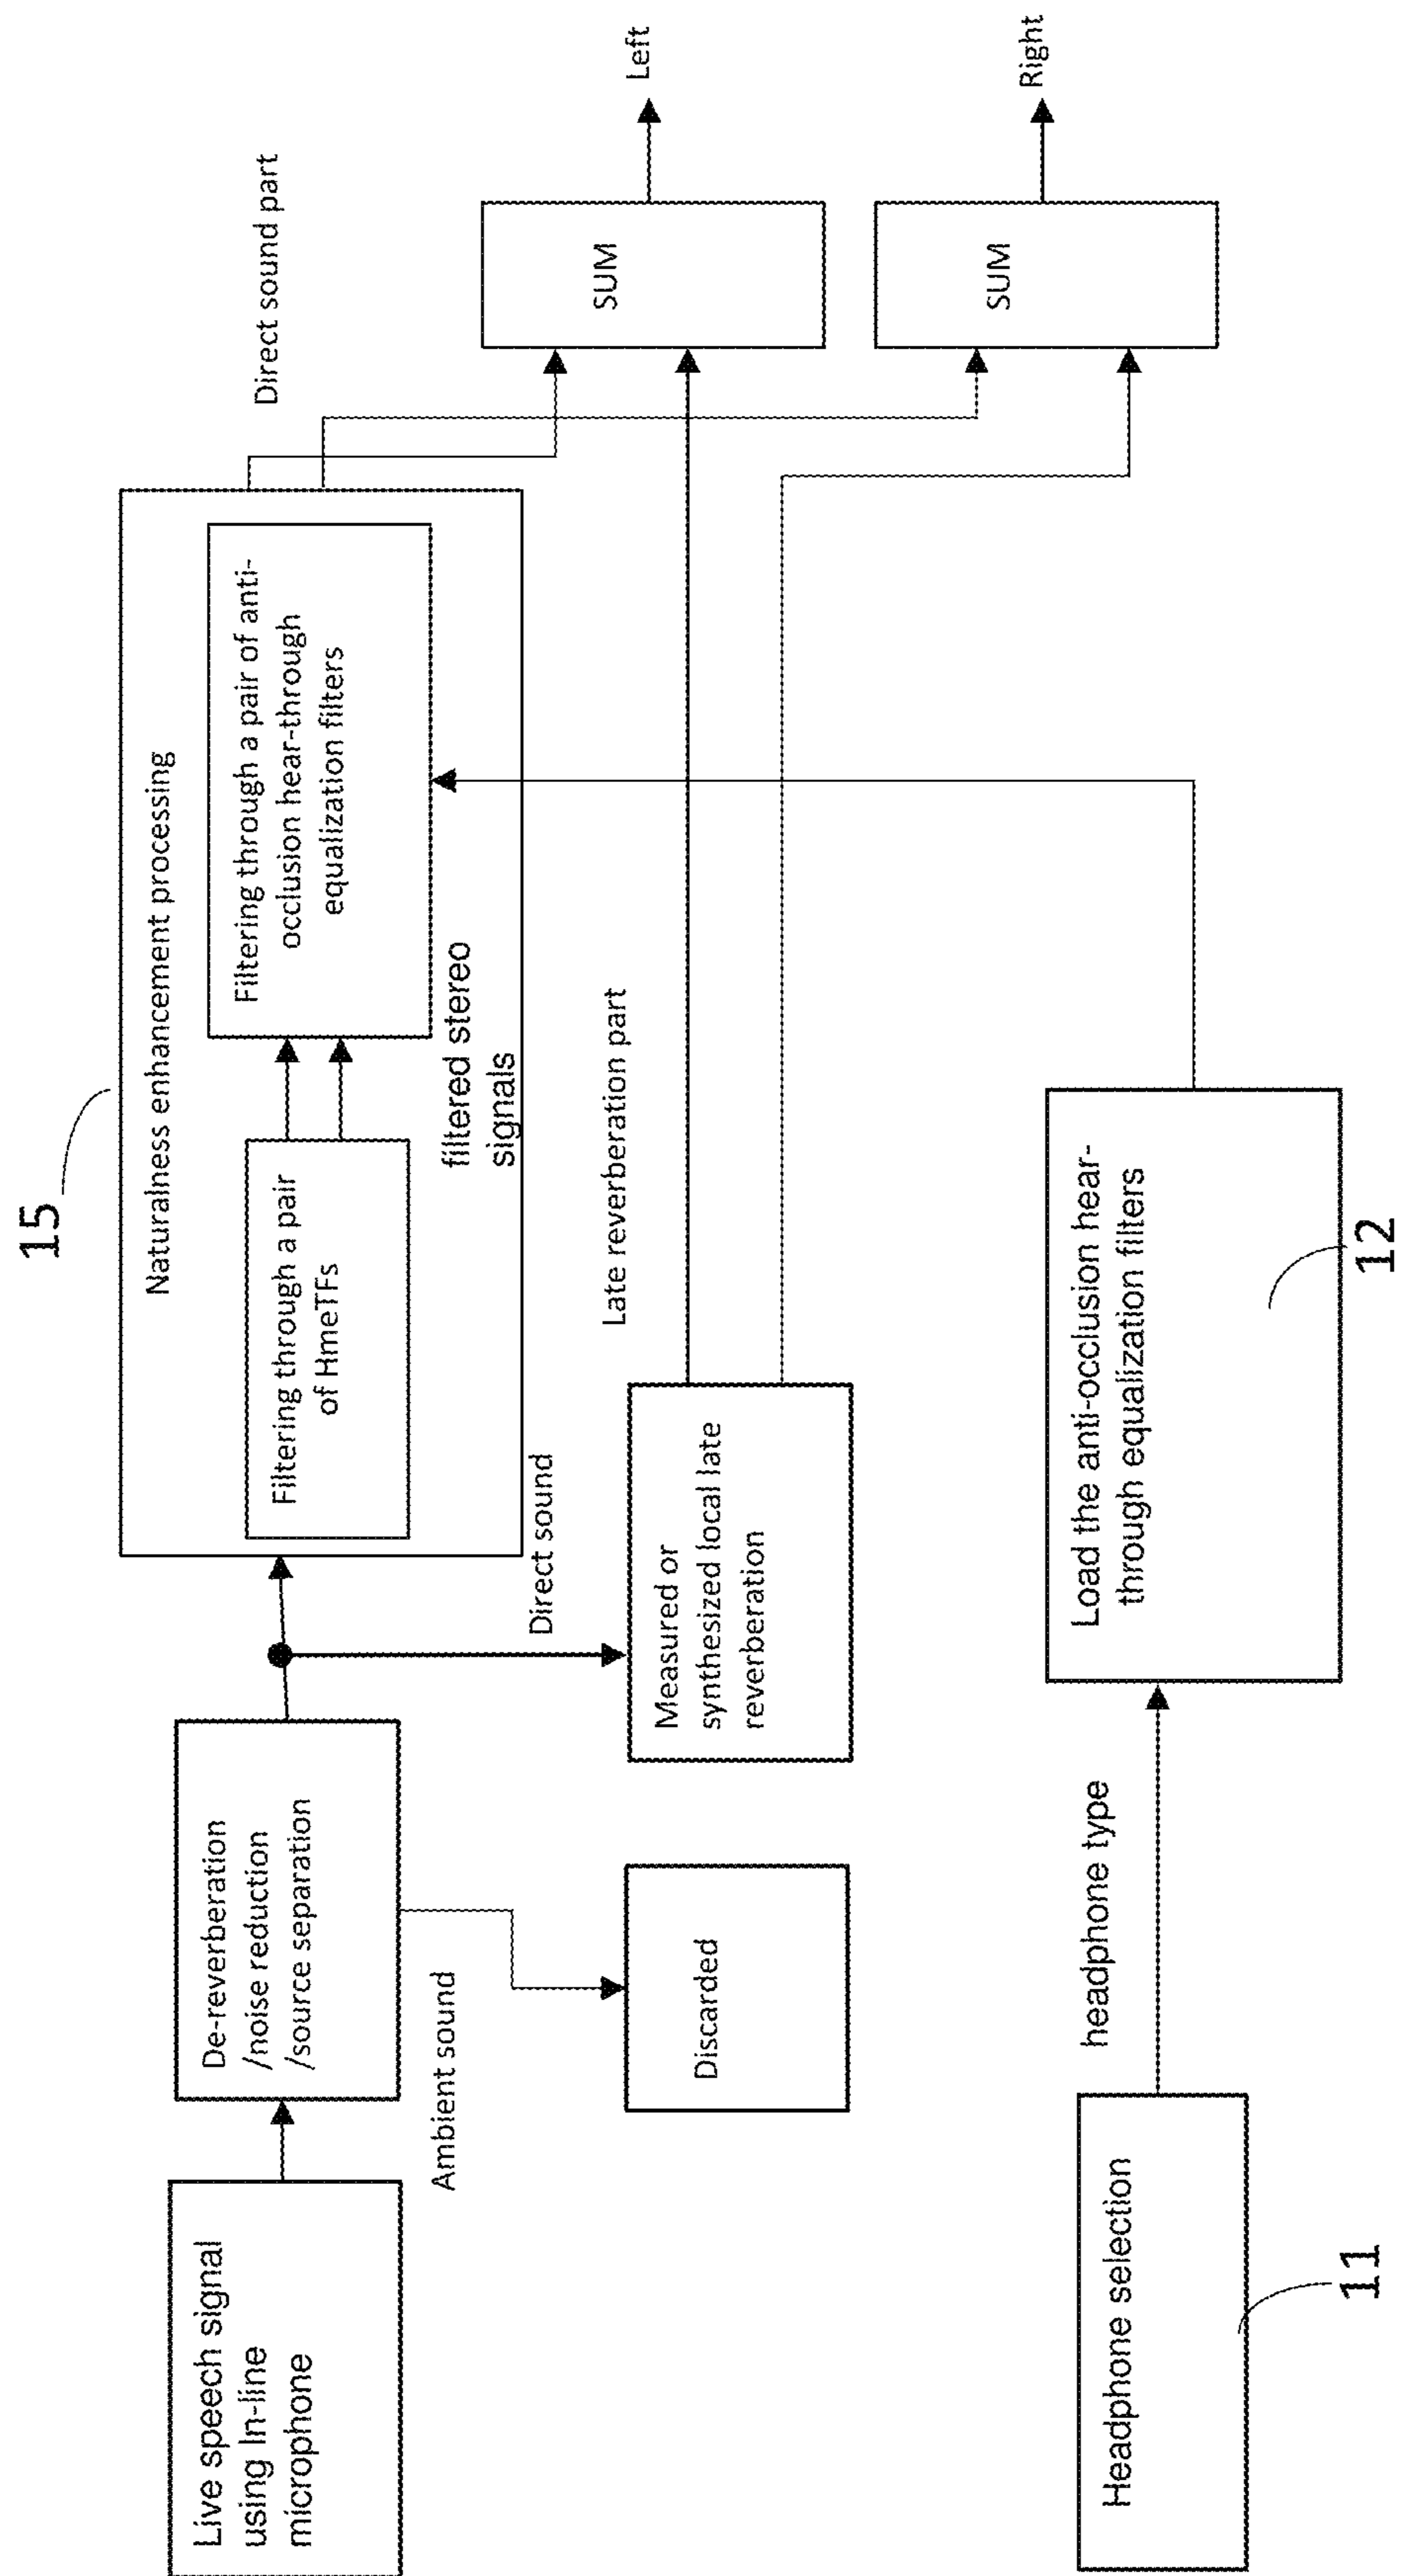 15
Naturalness enhancement processing
Direct sound part
Live speech signal
using In-line
microphone
De-reverberation
/noise reduction
/source separation
Filtering through a pair
of HmeTFs
Filtering through a pair of anti-
occlusion hear-through
equalization filters
filtered stereo
signals
Ambient sound
Direct sound
Late reverberation part
Discarded
Measured or
synthesized local late
reverberation
SUM
Left
SUM
Right
Headphone selection
headphone type
Load the anti-occlusion hear-
through equalization filters
11
12